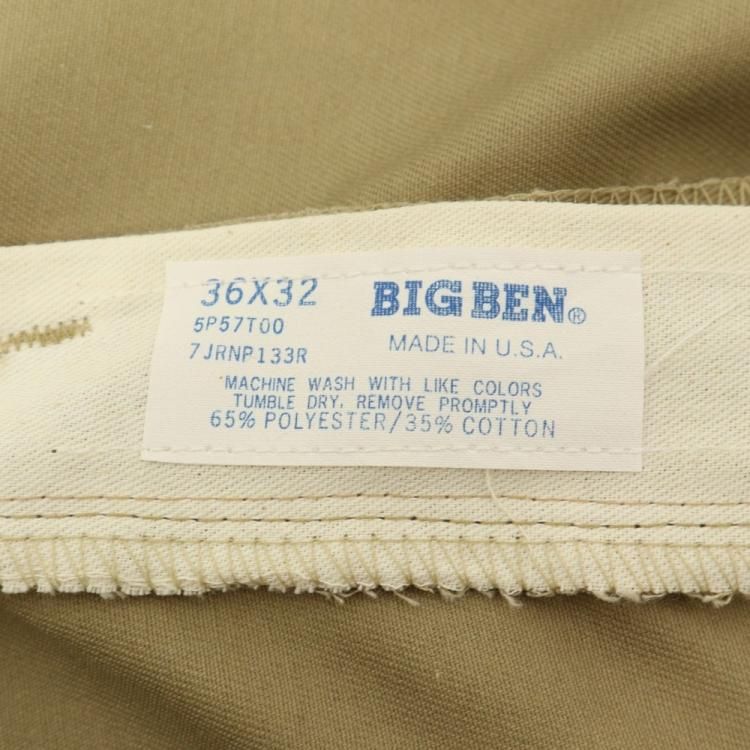 36X32
5P57T00
7JRNP133R
BIG BEN®
MADE IN U.S.A.
MACHINE WASH WITH LIKE COLORS
TUMBLE DRY, REMOVE PROMPTLY
65% POLYESTER/35% COTTON